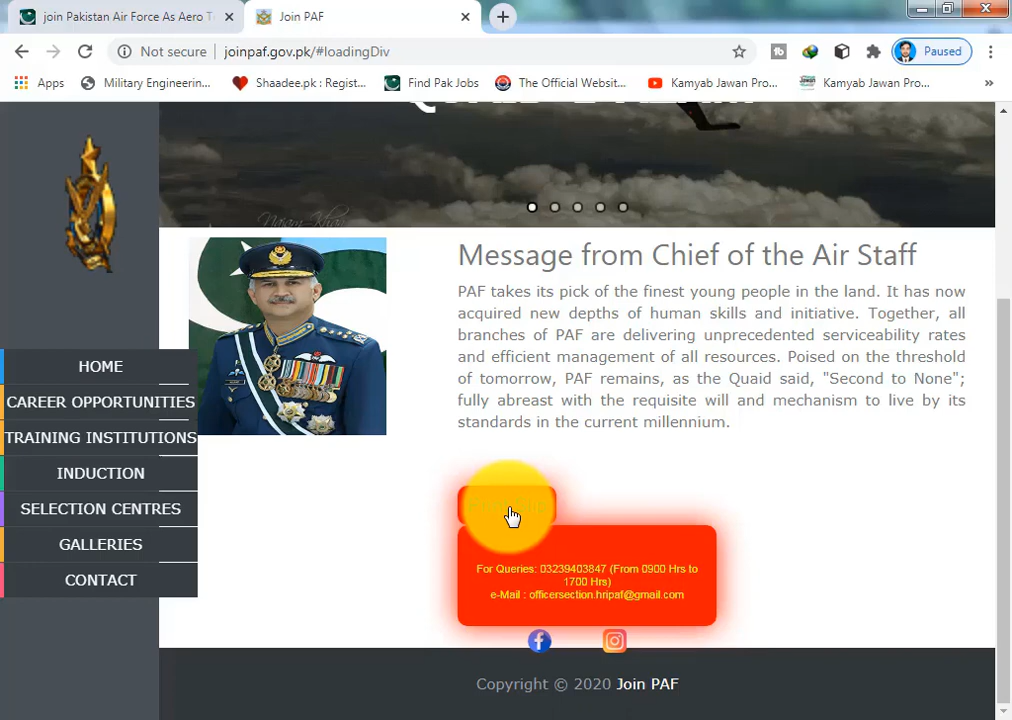 join Pakistan Air Force As Aero T
Join PAF
Not secure
joinpaf.gov.pk/#loadingDiv
Paused
Apps
Military Engineerin...
Shaadee.pk : Regist...
Find Pak Jobs
The Official Websit...
Kamyab Jawan Pro...
Kamyab Jawan Pro...
»
Message from Chief of the Air Staff
PAF takes its pick of the finest young people in the land. It has now
acquired new depths of human skills and initiative. Together, all
branches of PAF are delivering unprecedented serviceability rates
and efficient management of all resources. Poised on the threshold
of tomorrow, PAF remains, as the Quaid said, "Second to None";
fully abreast with the requisite will and mechanism to live by its
standards in the current millennium.
HOME
CAREER OPPORTUNITIES
TRAINING INSTITUTIONS
INDUCTION
SELECTION CENTRES
GALLERIES
CONTACT
For Queries: 03239403847 (From 0900 Hrs to
1700 Hrs)
e-Mail : officersection.hripaf@gmail.com
Copyright © 2020 Join PAF